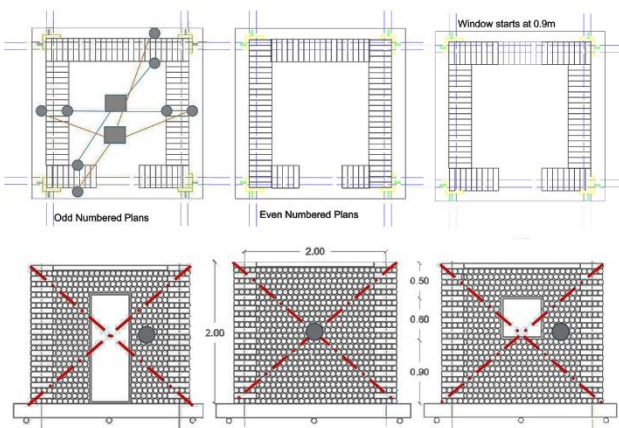 Window starts at 0.9m
Odd Numbered Plans
Even Numbered Plans
2.00
2.00
0.50
0.60
0.90